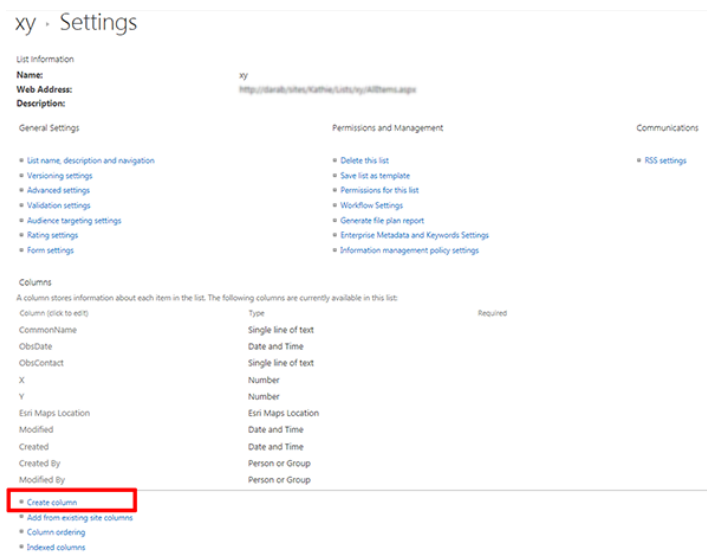 xy › Settings
List Information
Name: xy
Web Address:
Description:
General Settings Permissions and Management Communications
List name, description and navigation Delete this list RSS settings
Versioning settings Save list as template
Advanced settings Permissions for this list
Validation settings Workflow Settings
Audience targeting settings Generate file plan report
Rating settings Enterprise Metadata and Keywords Settings
Form settings Information management policy settings
Columns
A column stores information about each item in the list. The following columns are currently available in this list:
Column (click to edit) Type Required
CommonName Single line of text
ObsDate Date and Time
ObsContact Single line of text
X Number
Y Number
Esri Maps Location Esri Maps Location
Modified Date and Time
Created Date and Time
Created By Person or Group
Modified By Person or Group
Create column
Add from existing site columns
Column ordering
Indexed columns